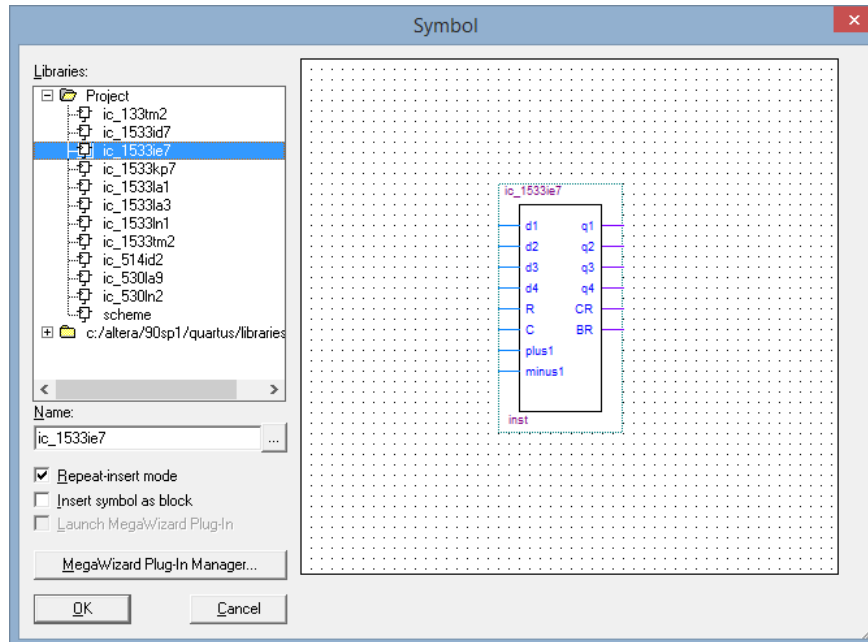 Symbol
Libraries:
Project
ic_133tm2
ic_1533id7
ic_1533ie7
ic_1533kp7
ic_1533la1
ic_1533la3
ic_1533ln1
ic_1533tm2
ic_514id2
ic_530la9
ic_530ln2
scheme
c:/altera/90sp1/quartus/libraries
Name:
ic_1533ie7
...
Repeat-insert mode
Insert symbol as block
Launch MegaWizard Plug-In
MegaWizard Plug-In Manager...
OK Cancel
ic_1533ie7
d1 q1
d2 q2
d3 q3
d4 q4
R CR
C BR
plus1
minus1
inst